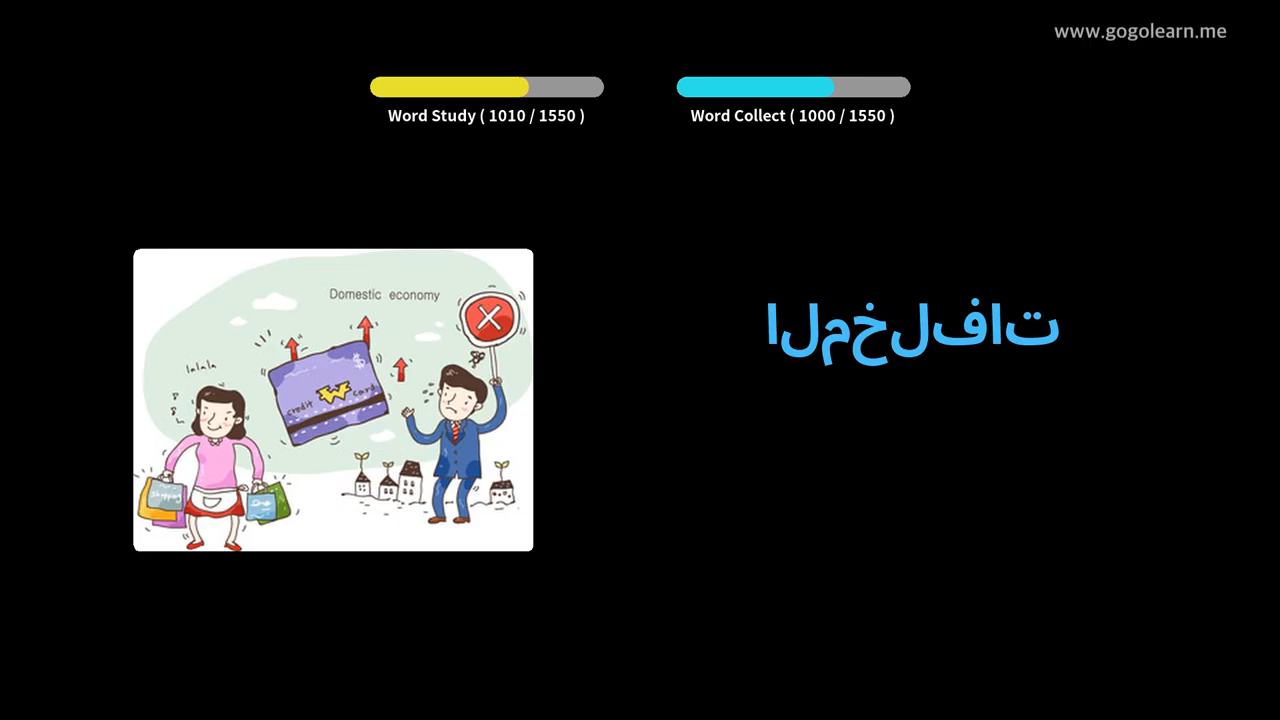 www.gogolearn.me
Word Study ( 1010 / 1550 )
Word Collect ( 1000 / 1550 )
Domestic economy
lalala
$
W
credit card
Shopping
المخلفات